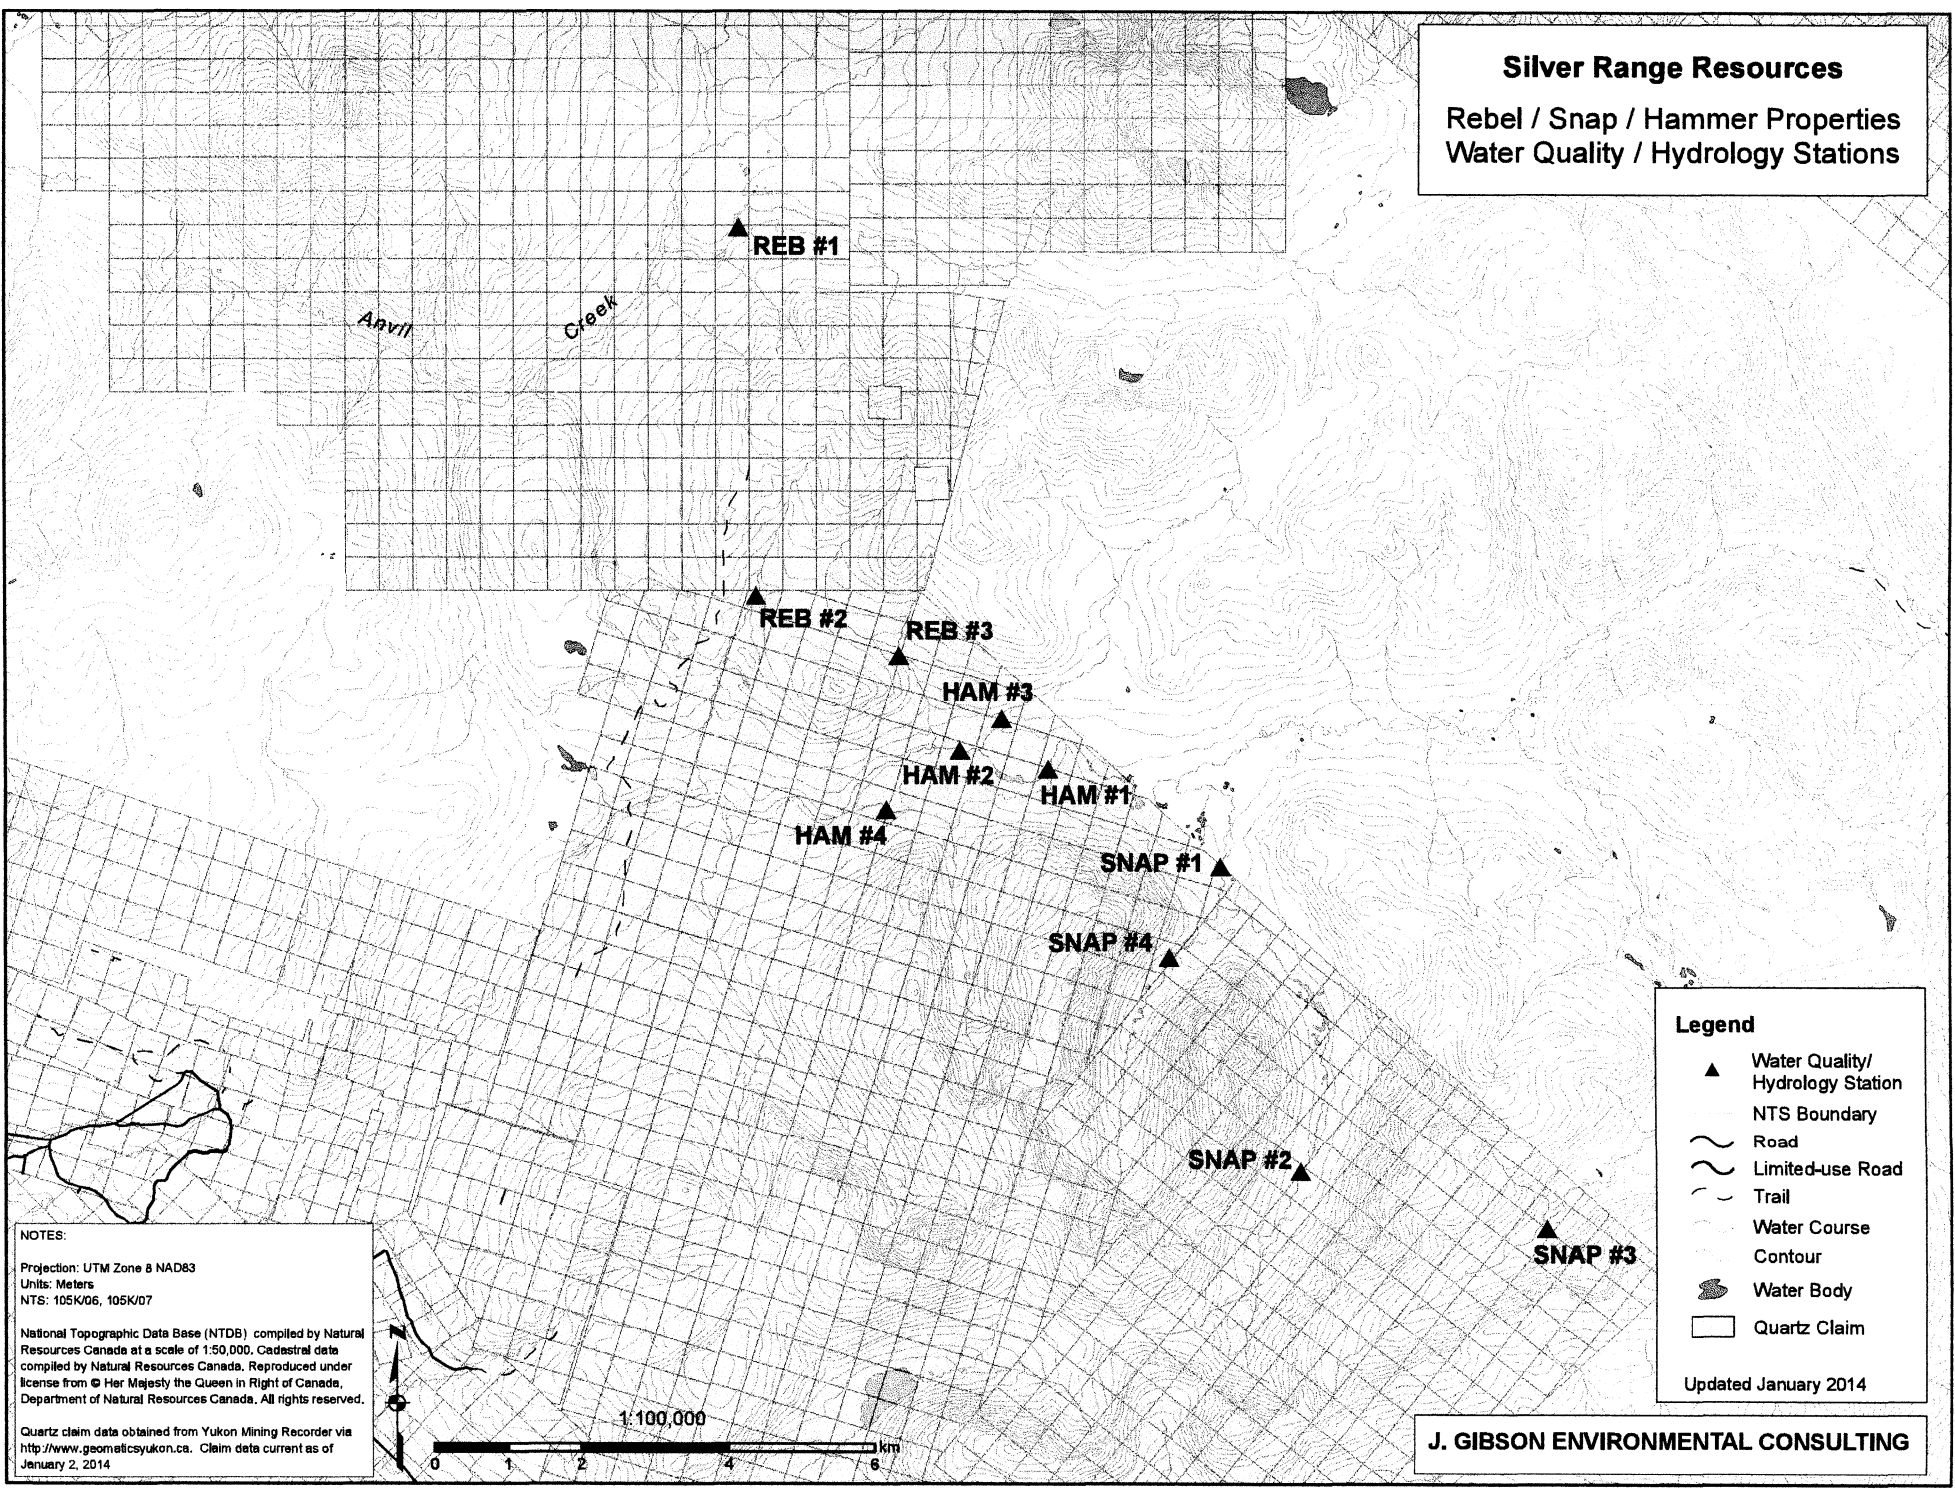 Silver Range Resources
Rebel / Snap / Hammer Properties
Water Quality / Hydrology Stations
REB #1
Anvil Creek
REB #2
REB #3
HAM #3
HAM #2
HAM #1
HAM #4
SNAP #1
SNAP #4
SNAP #2
SNAP #3
Legend
Water Quality/
Hydrology Station
NTS Boundary
Road
Limited-use Road
Trail
Water Course
Contour
Water Body
Quartz Claim
Updated January 2014
NOTES:
Projection: UTM Zone 8 NAD83
Units: Meters
NTS: 105K/06, 105K/07
National Topographic Data Base (NTDB) compiled by Natural
Resources Canada at a scale of 1:50,000. Cadastral data
compiled by Natural Resources Canada. Reproduced under
license from © Her Majesty the Queen in Right of Canada,
Department of Natural Resources Canada. All rights reserved.
Quartz claim data obtained from Yukon Mining Recorder via
http://www.geomaticsyukon.ca. Claim data current as of
January 2, 2014
N
1:100,000
km
0 1 2 4 6
J. GIBSON ENVIRONMENTAL CONSULTING